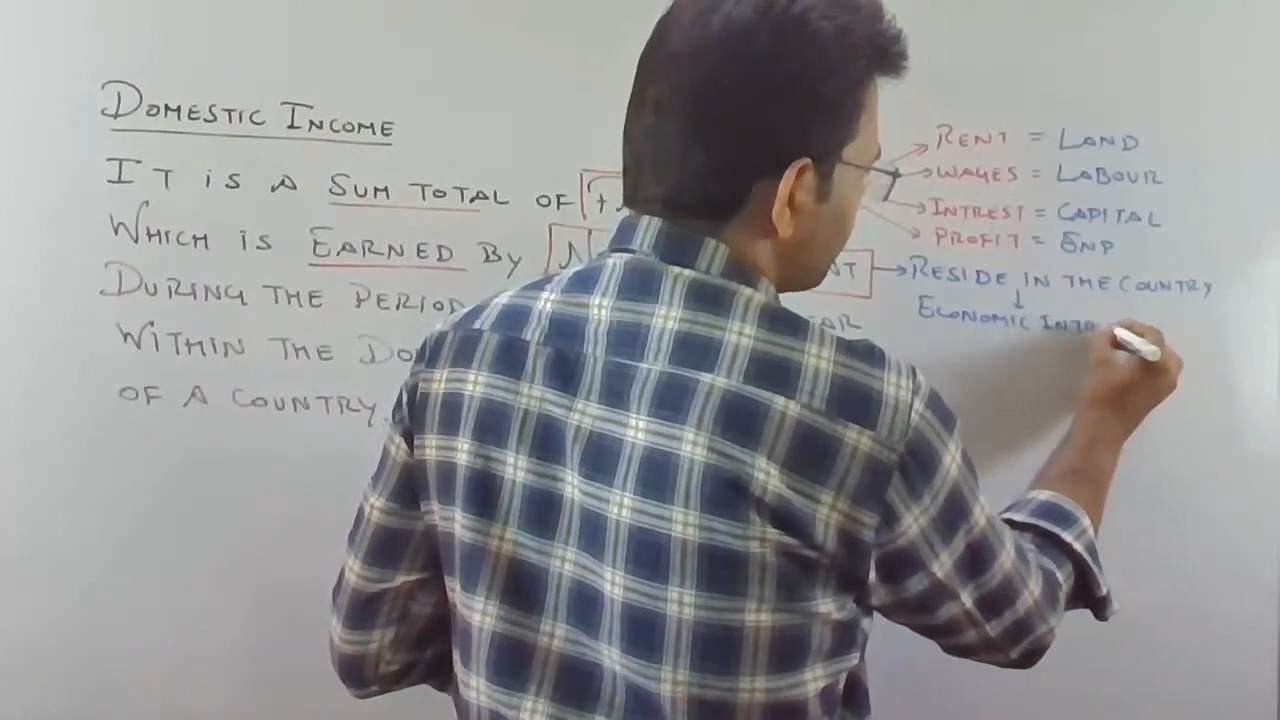 DOMESTIC INCOME
IT IS A SUM TOTAL OF
WHICH IS EARNED BY
DURING THE PERIOD
WITHIN THE DO
OF A COUNTRY.
RENT = LAND
WAGES = LABOUR
INTREST = CAPITAL
PROFIT = ENP
RESIDE IN THE COUNTRY
ECONOMIC INT